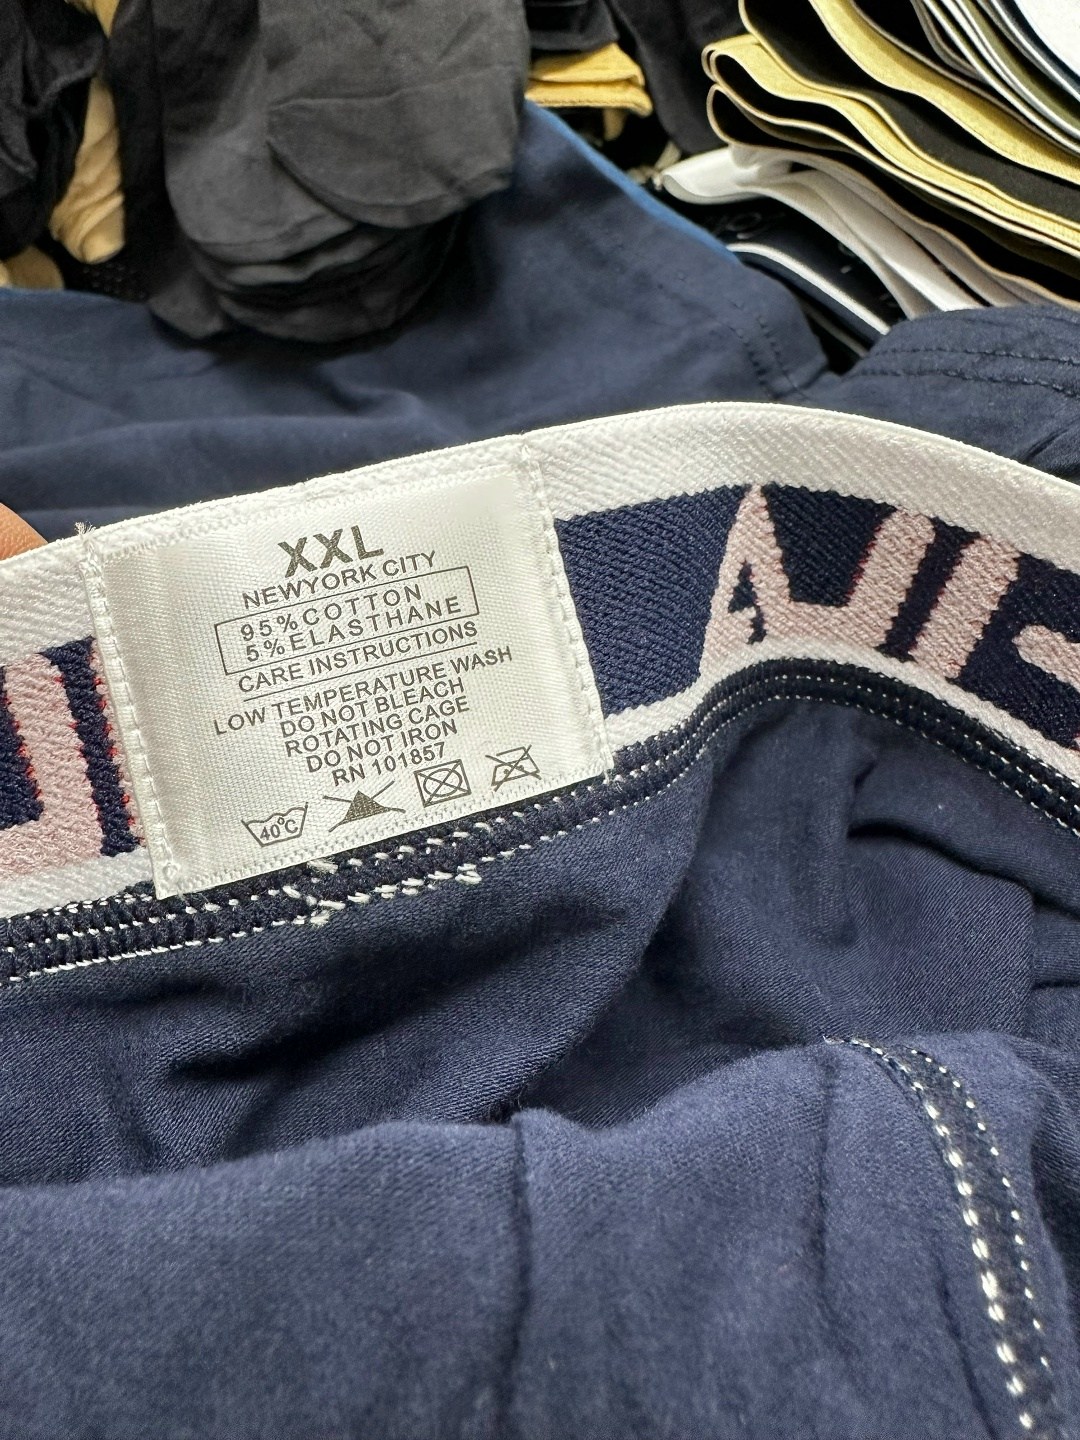 XXL
NEWYORK CITY
95%COTTON
5%ELASTHANE
CARE INSTRUCTIONS
LOW TEMPERATURE WASH
DO NOT BLEACH
ROTATING CAGE
DO NOT IRON
RN 101857
40°C